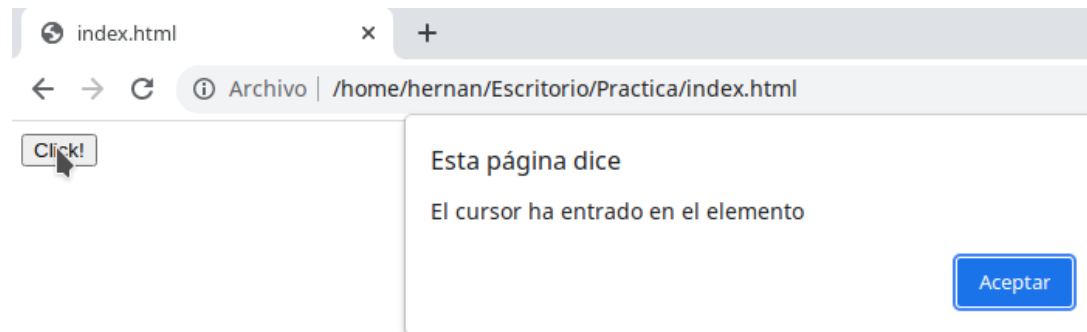 index.html
Archivo | /home/hernan/Escritorio/Practica/index.html
Click!
Esta página dice
El cursor ha entrado en el elemento
Aceptar